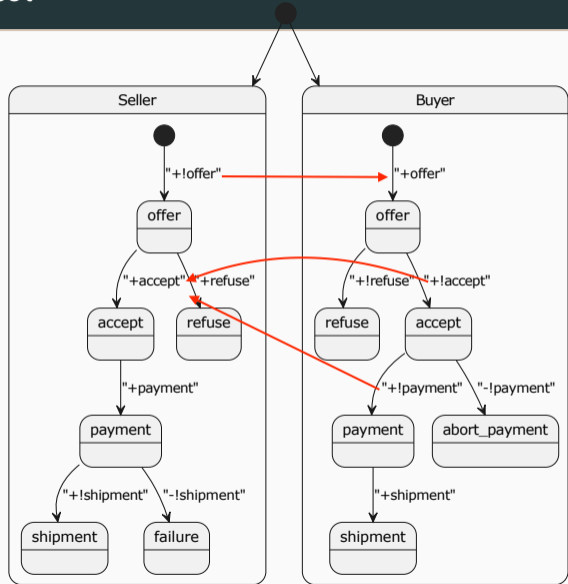 Seller
Buyer
"+!offer"
"+offer"
offer
offer
"+accept"
"+refuse"
"+!refuse"
"+!accept"
accept
refuse
refuse
accept
"+payment"
"+!payment"
"-!payment"
payment
payment
abort_payment
"+!shipment"
"-!shipment"
"+shipment"
shipment
failure
shipment